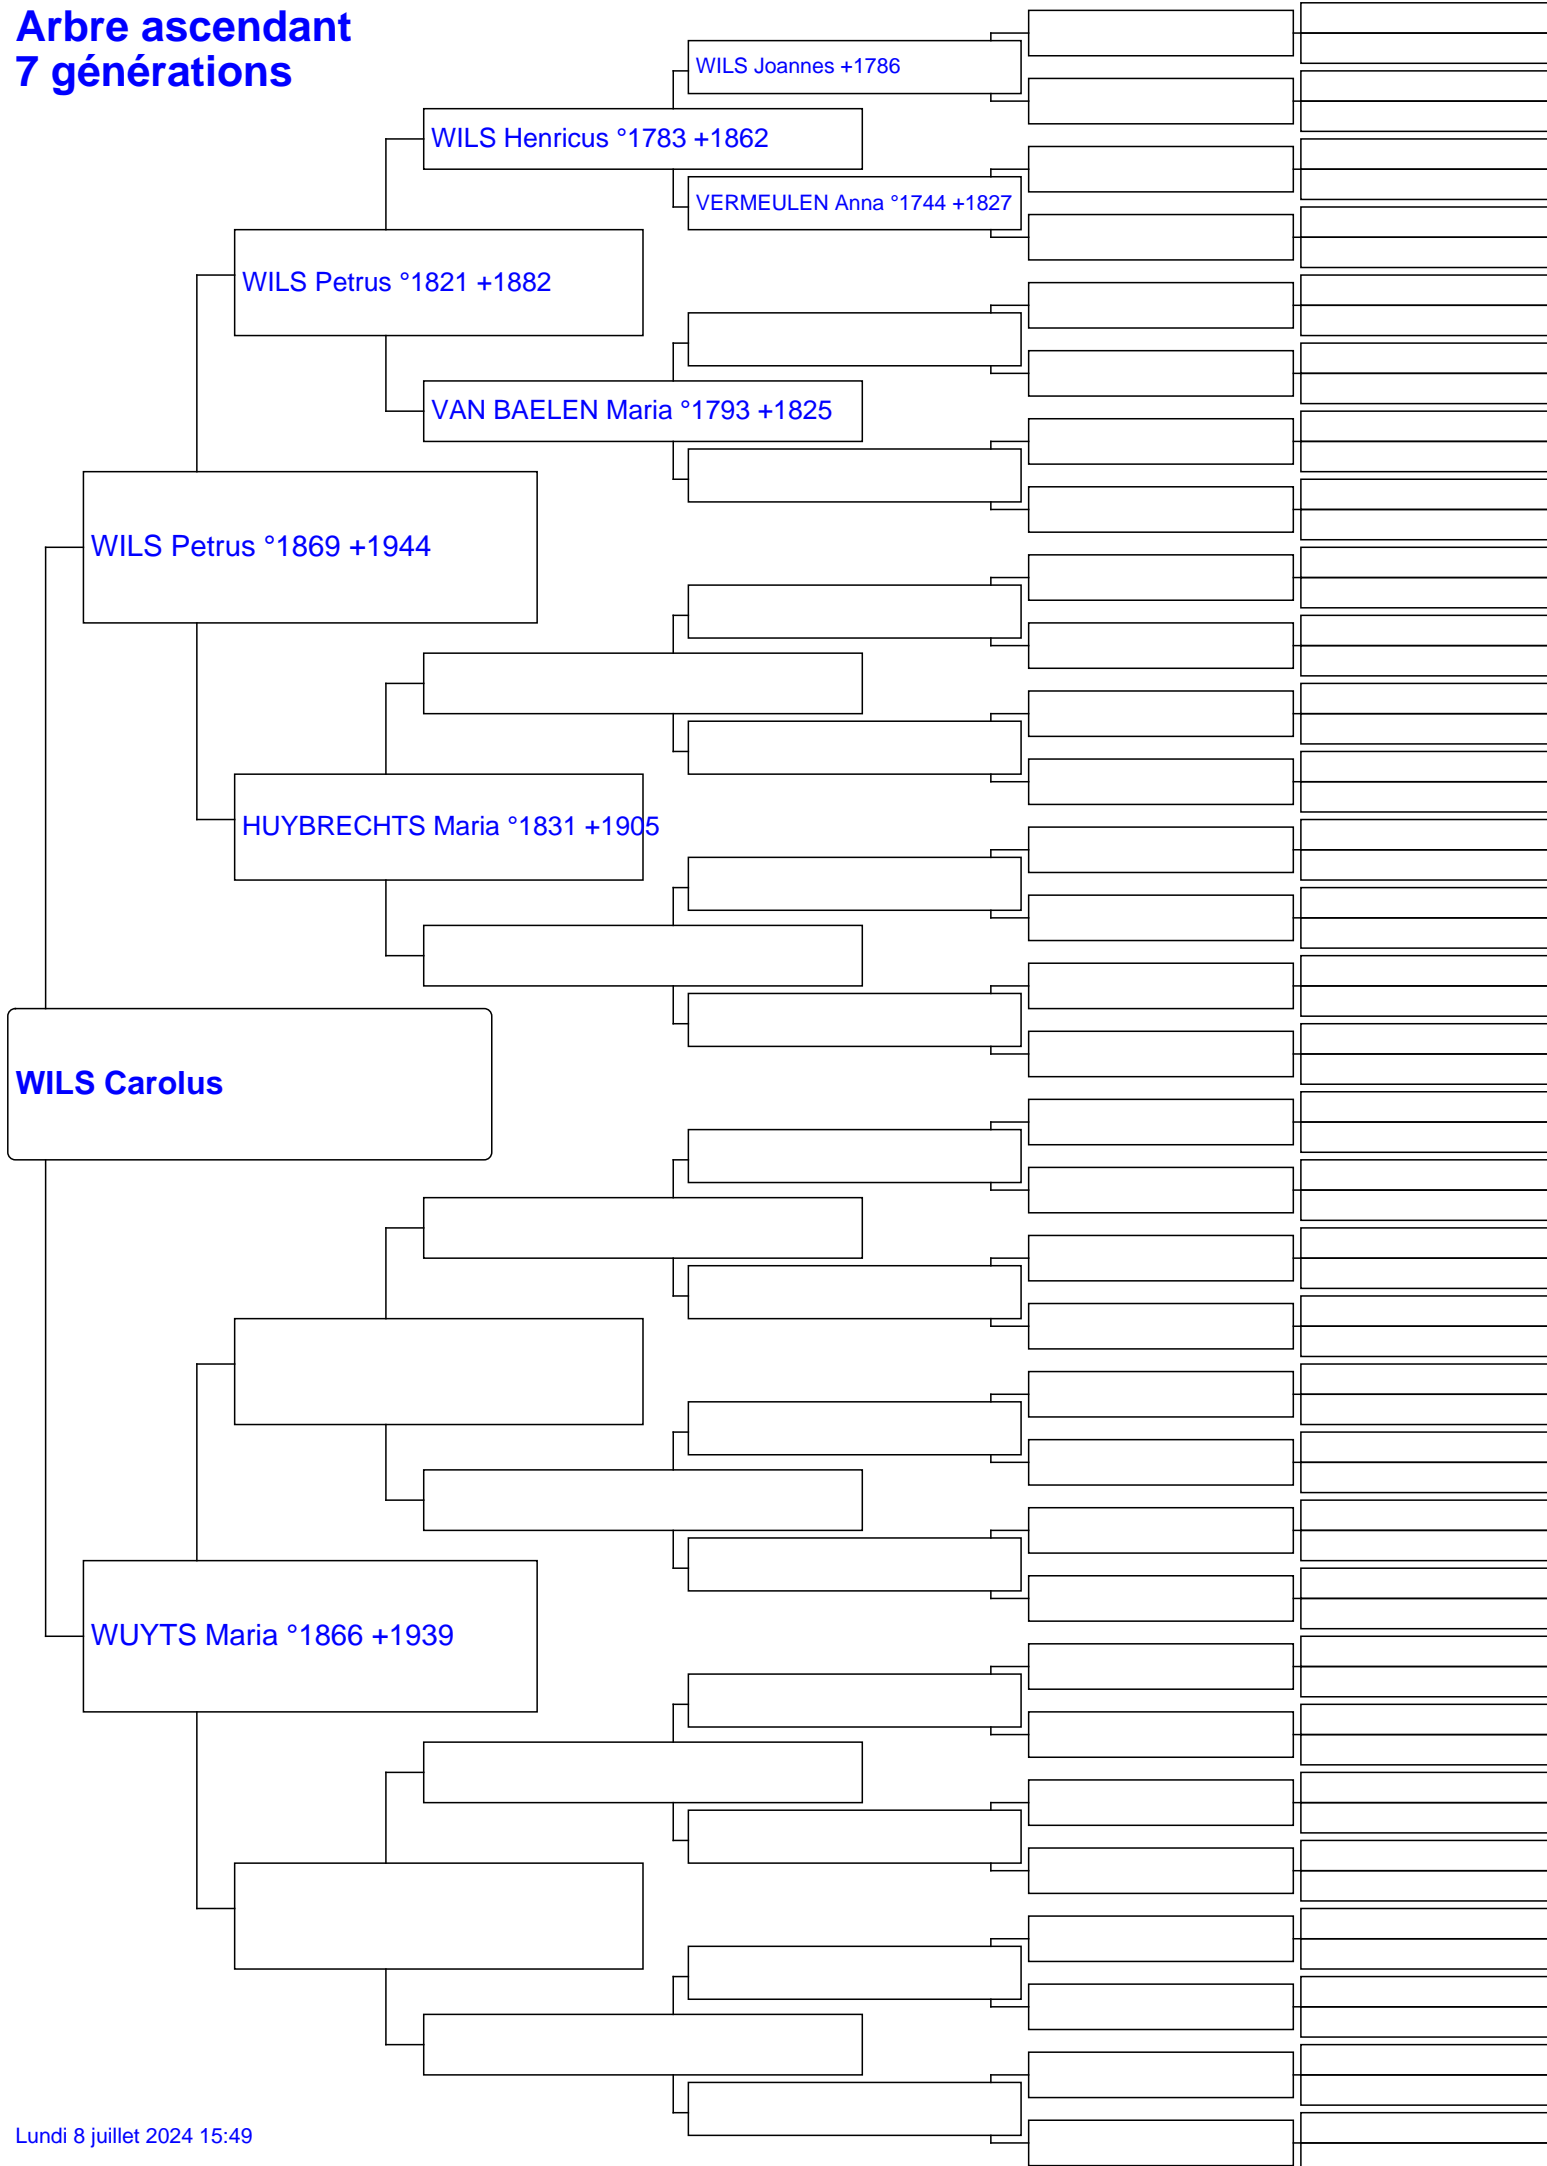 Arbre ascendant
7 générations
WILS Joannes +1786
WILS Henricus °1783 +1862
VERMEULEN Anna °1744 +1827
WILS Petrus °1821 +1882
VAN BAELEN Maria °1793 +1825
WILS Petrus °1869 +1944
HUYBRECHTS Maria °1831 +1905
WILS Carolus
WUYTS Maria °1866 +1939
Lundi 8 juillet 2024 15:49